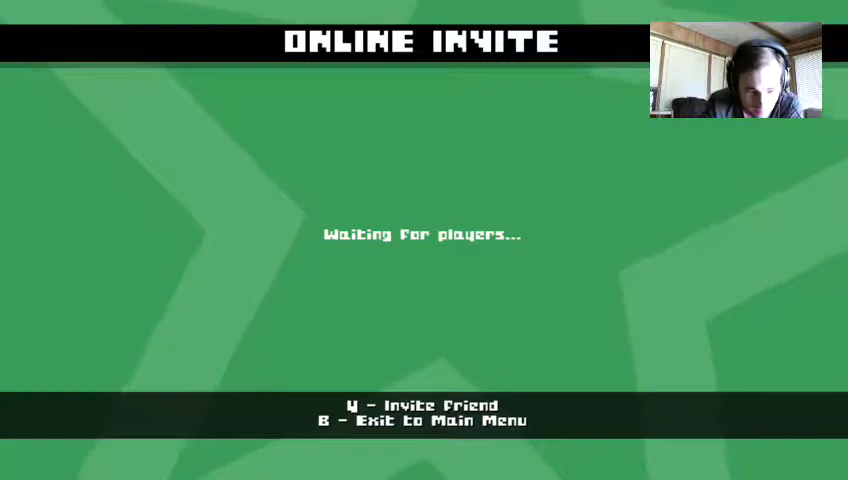 ONLINE INVITE
Waiting for players...
Y - Invite Friend
B - Exit to Main Menu